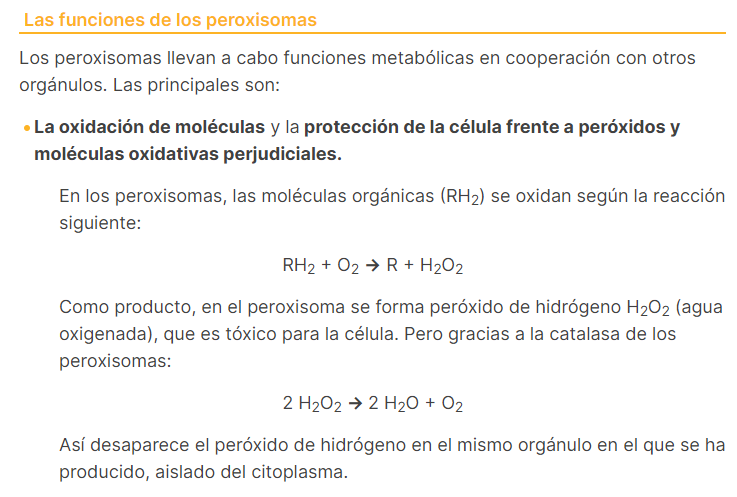 Las funciones de los peroxisomas
Los peroxisomas llevan a cabo funciones metabólicas en cooperación con otros
orgánulos. Las principales son:
• La oxidación de moléculas y la protección de la célula frente a peróxidos y
moléculas oxidativas perjudiciales.
En los peroxisomas, las moléculas orgánicas (RH₂) se oxidan según la reacción
siguiente:
RH₂ + O₂ → R + H₂O₂
Como producto, en el peroxisoma se forma peróxido de hidrógeno H₂O₂ (agua
oxigenada), que es tóxico para la célula. Pero gracias a la catalasa de los
peroxisomas:
2 H₂O₂ → 2 H₂O + O₂
Así desaparece el peróxido de hidrógeno en el mismo orgánulo en el que se ha
producido, aislado del citoplasma.